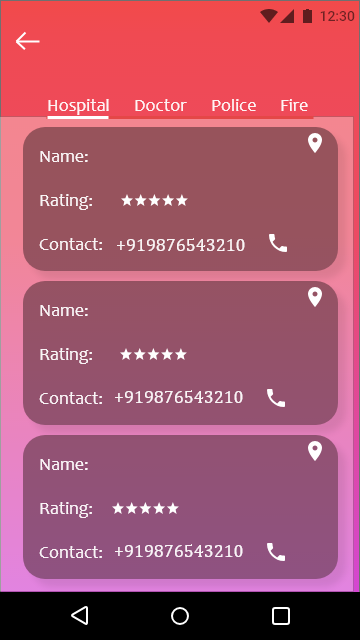 12:30
Hospital Doctor Police Fire
Name:
Rating: ★★★★★
Contact: +919876543210
Name:
Rating: ★★★★★
Contact: +919876543210
Name:
Rating: ★★★★★
Contact: +919876543210